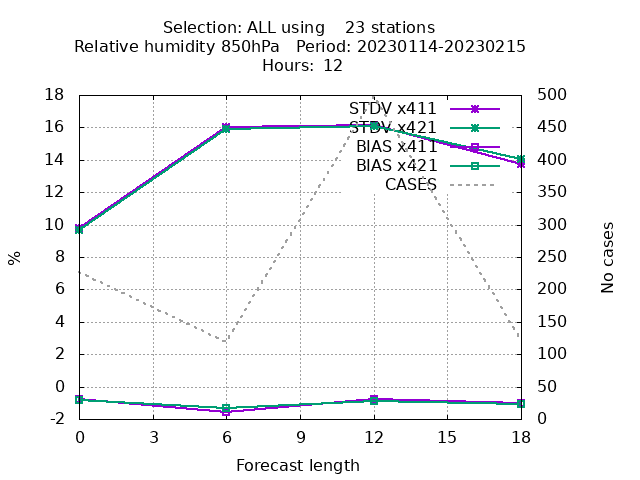 Selection: ALL using 23 stations
Relative humidity 850hPa Period: 20230114-20230215
Hours: 12
18 500
STDV x411
16 STDV x421 450
BIAS x411
14 BIAS x421 400
CASES
12 350
10 300
8 250
6 200
4 150
2 100
0 50
-2 0
%
No cases
0 3 6 9 12 15 18
Forecast length